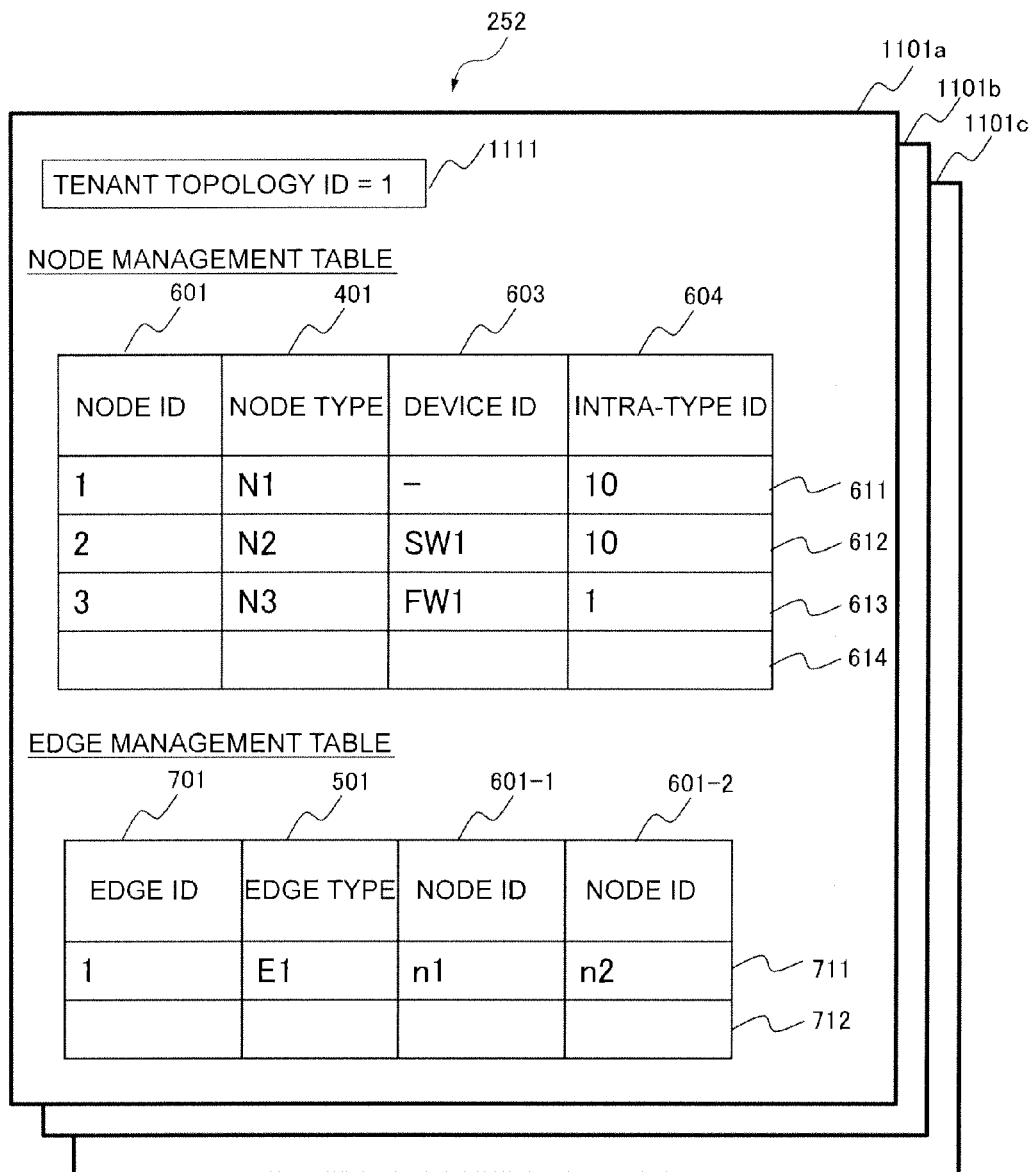 252
1101a
1101b
1101c
1111
TENANT TOPOLOGY ID = 1
NODE MANAGEMENT TABLE
601 401 603 604
NODE ID NODE TYPE DEVICE ID INTRA-TYPE ID
1 N1 – 10 611
2 N2 SW1 10 612
3 N3 FW1 1 613
614
EDGE MANAGEMENT TABLE
701 501 601-1 601-2
EDGE ID EDGE TYPE NODE ID NODE ID
1 E1 n1 n2 711
712